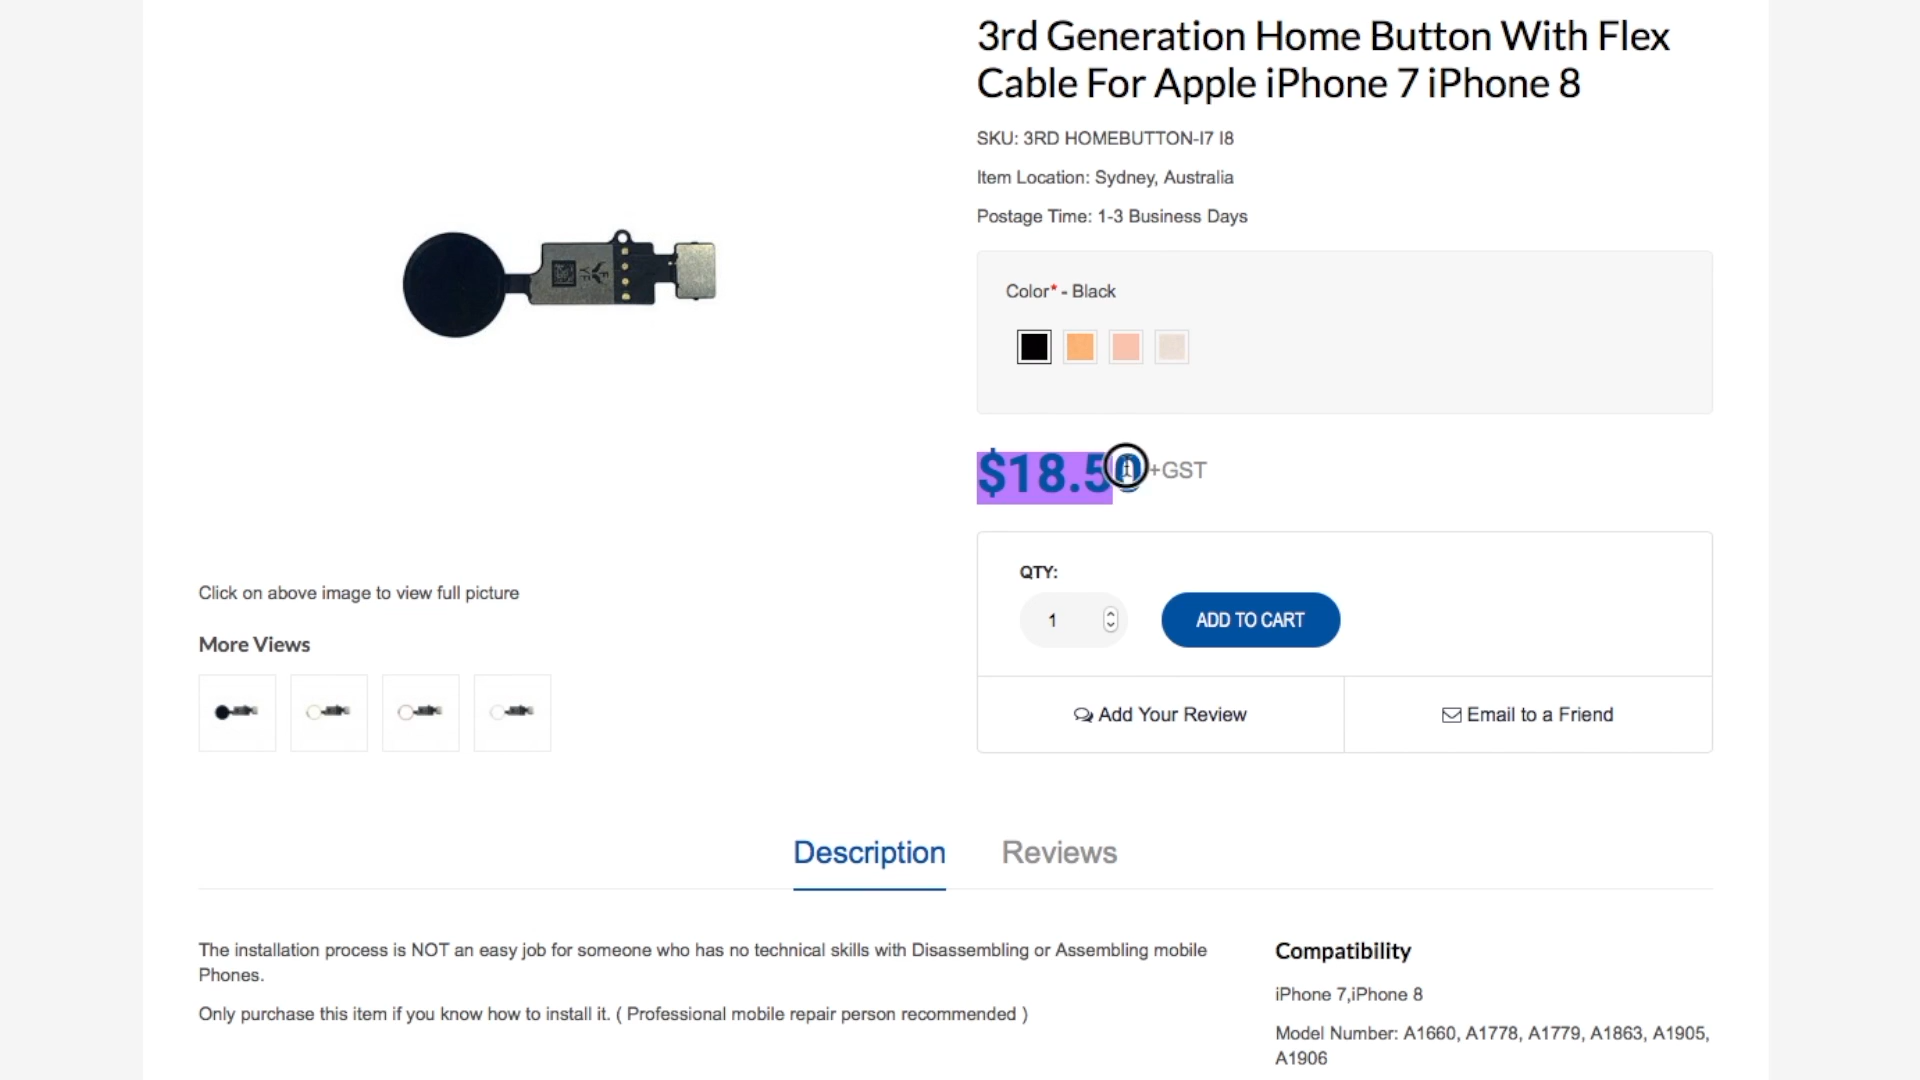 3rd Generation Home Button With Flex
Cable For Apple iPhone 7 iPhone 8
SKU: 3RD HOMEBUTTON-I7 I8
Item Location: Sydney, Australia
Postage Time: 1-3 Business Days
Color* - Black
$18.50 +GST
QTY:
1
ADD TO CART
Add Your Review
Email to a Friend
Click on above image to view full picture
More Views
Description
Reviews
The installation process is NOT an easy job for someone who has no technical skills with Disassembling or Assembling mobile
Phones.
Only purchase this item if you know how to install it. ( Professional mobile repair person recommended )
Compatibility
iPhone 7,iPhone 8
Model Number: A1660, A1778, A1779, A1863, A1905,
A1906